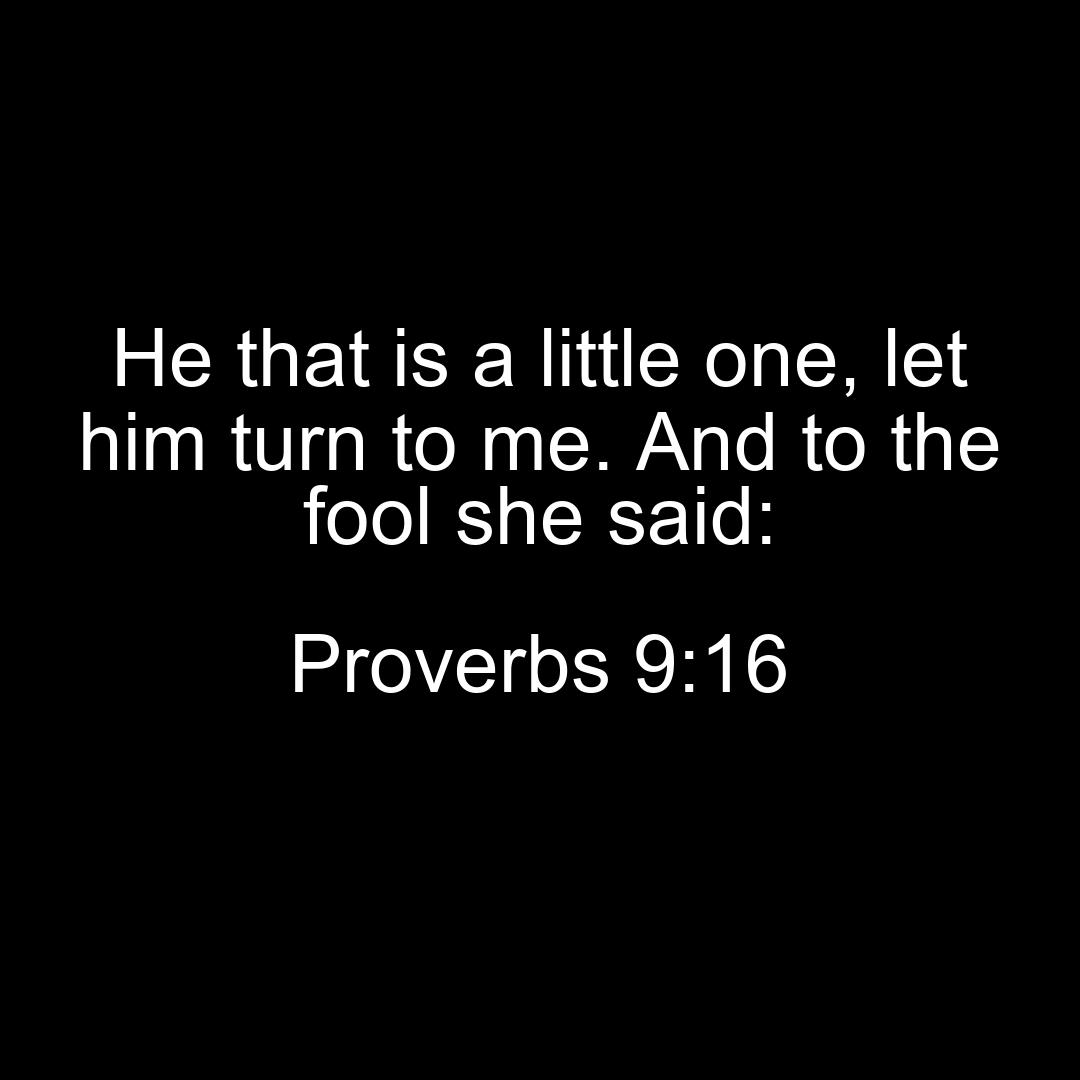 He that is a little one, let
him turn to me. And to the
fool she said:
Proverbs 9:16